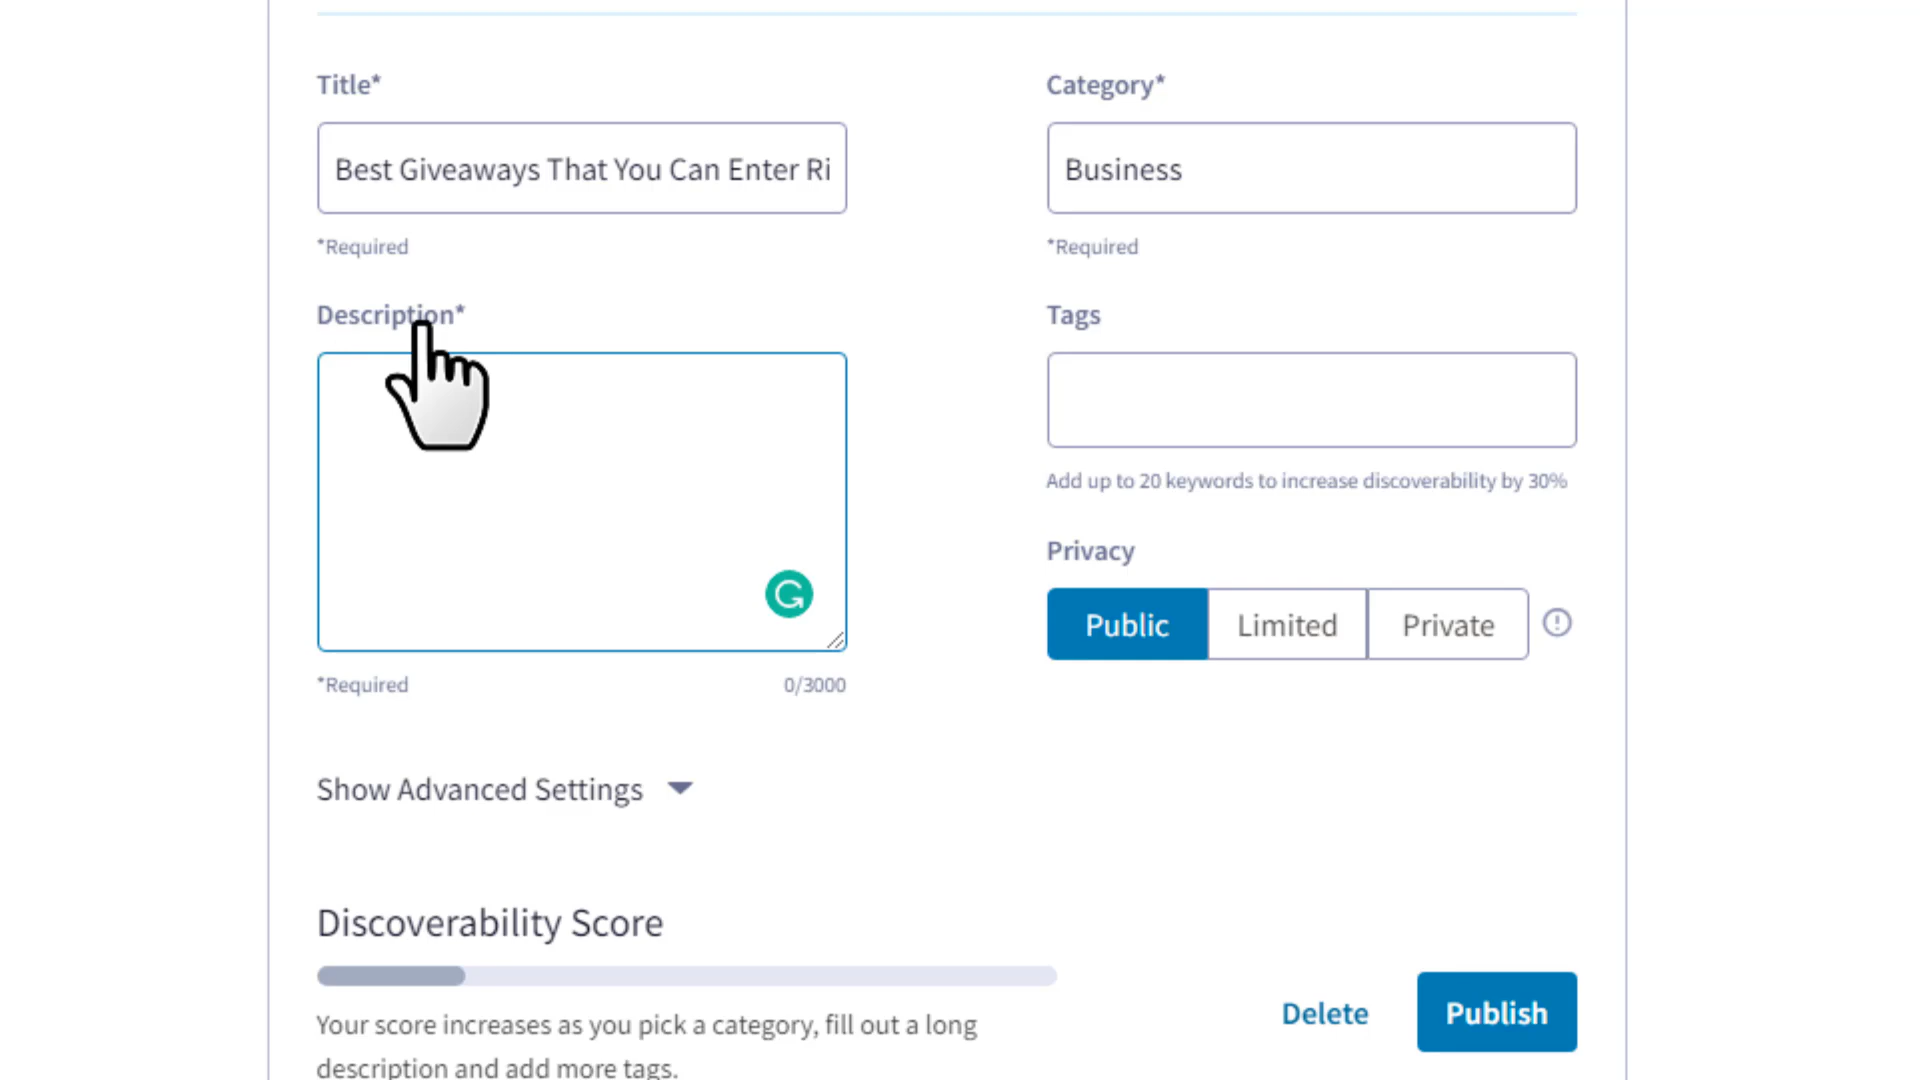 Title*
Category*
Best Giveaways That You Can Enter Ri
Business
*Required
*Required
Description*
Tags
Add up to 20 keywords to increase discoverability by 30%
Privacy
Public
Limited
Private
*Required
0/3000
Show Advanced Settings
Discoverability Score
Your score increases as you pick a category, fill out a long
description and add more tags.
Delete
Publish